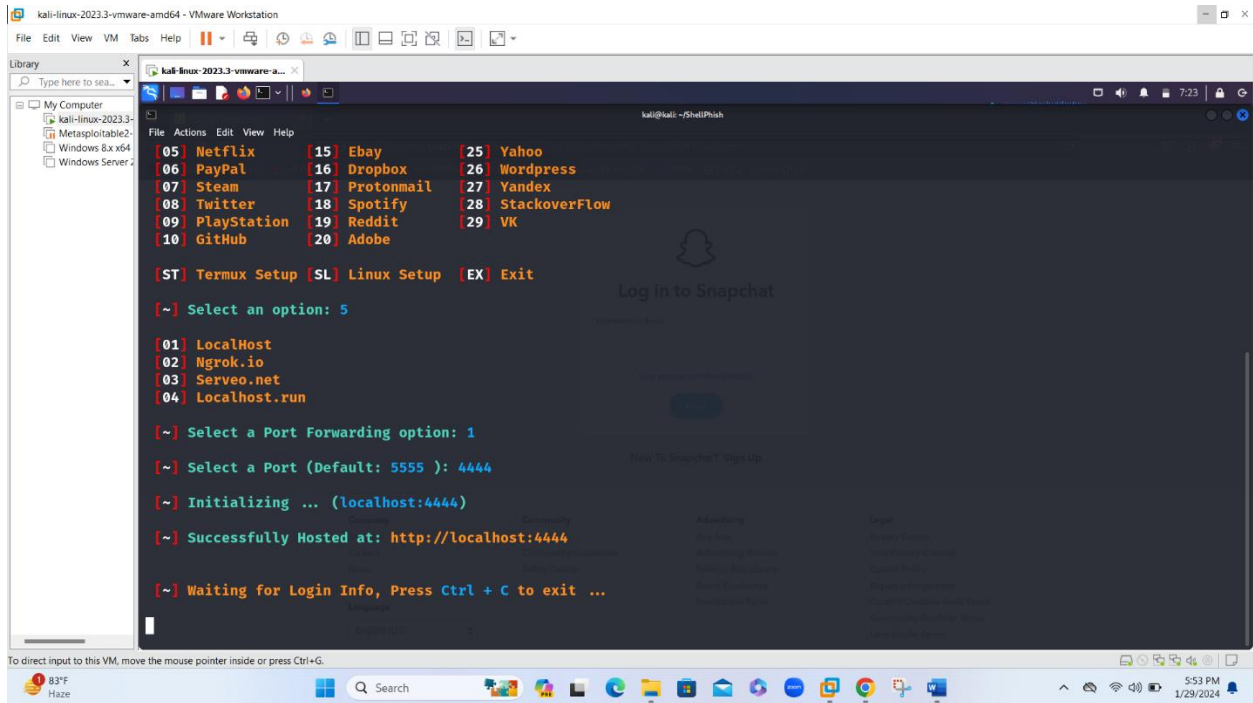 kali-linux-2023.3-vmware-amd64 - VMware Workstation
File Edit View VM Tabs Help
Library X
kali-linux-2023.3-vmware-a... ×
Type here to sea...
My Computer
kali-linux-2023.3-
Metasploitable2-
Windows 8.x x64
Windows Server 2
7:23
kali@kali: ~/ShellPhish
File Actions Edit View Help
[05] Netflix [15] Ebay [25] Yahoo
[06] PayPal [16] Dropbox [26] Wordpress
[07] Steam [17] Protonmail [27] Yandex
[08] Twitter [18] Spotify [28] StackoverFlow
[09] PlayStation [19] Reddit [29] VK
[10] GitHub [20] Adobe
[ST] Termux Setup [SL] Linux Setup [EX] Exit
Log in to Snapchat
[~] Select an option: 5
[01] LocalHost
[02] Ngrok.io
[03] Serveo.net
[04] Localhost.run
[~] Select a Port Forwarding option: 1
New To Snapchat? Sign Up
[~] Select a Port (Default: 5555 ): 4444
[~] Initializing ... (localhost:4444)
Company Community Advertising Legal
[~] Successfully Hosted at: http://localhost:4444
[~] Waiting for Login Info, Press Ctrl + C to exit ...
Language
To direct input to this VM, move the mouse pointer inside or press Ctrl+G.
1
83°F
Haze
Search
5:53 PM
1/29/2024